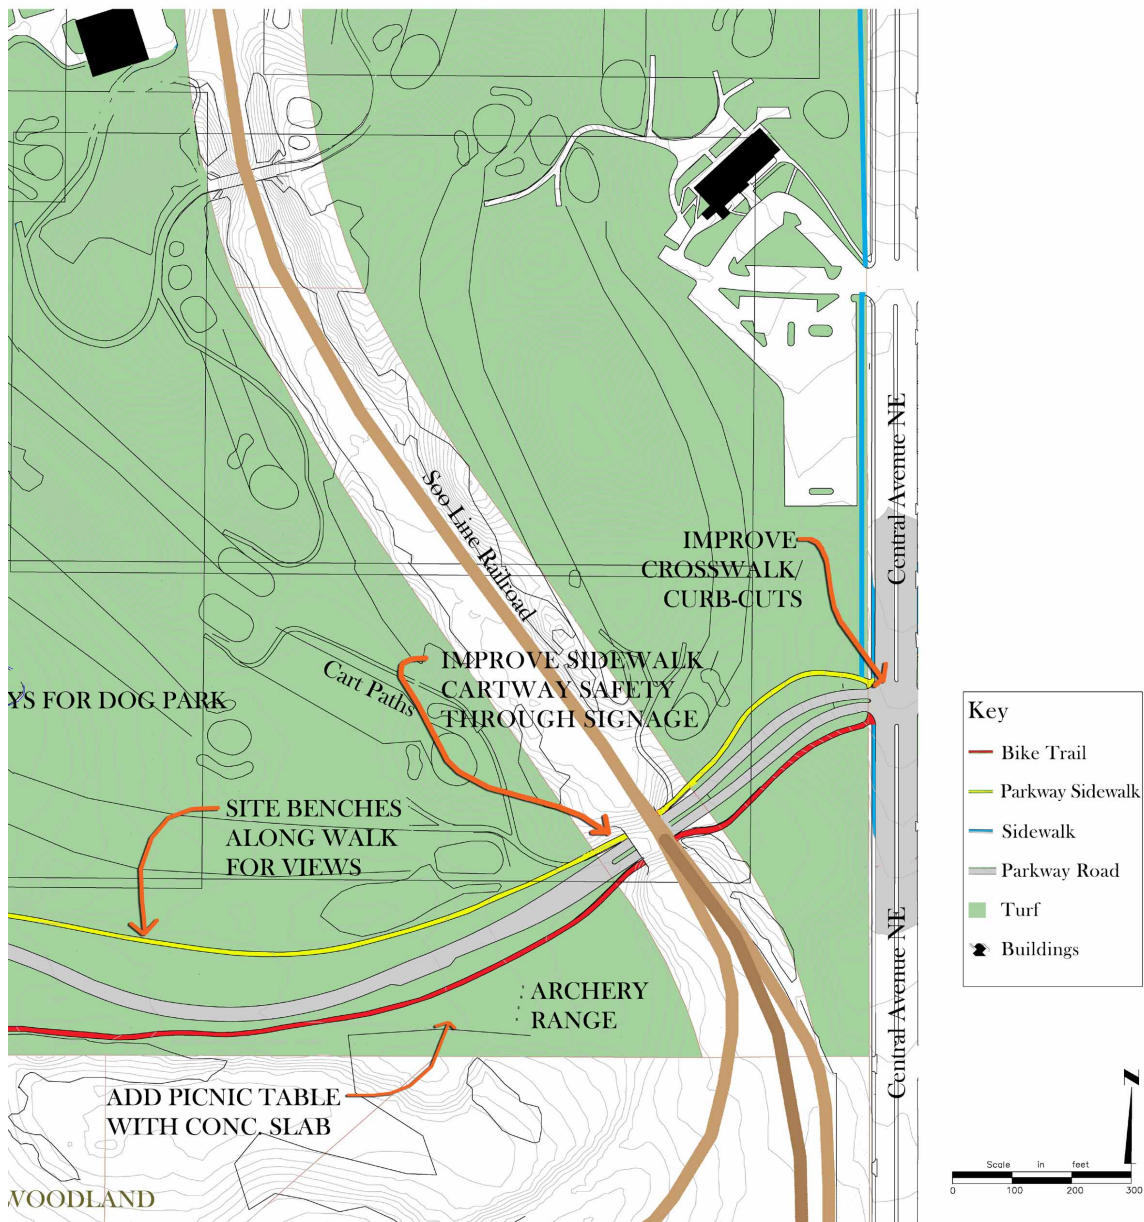 Soo Line Railroad
Central Avenue NE
IMPROVE
CROSSWALK/
CURB-CUTS
IMPROVE SIDEWALK/
CARTWAY SAFETY
THROUGH SIGNAGE
Cart Paths
YS FOR DOG PARK
SITE BENCHES
ALONG WALK
FOR VIEWS
ARCHERY
RANGE
Central Avenue NE
ADD PICNIC TABLE
WITH CONC. SLAB
WOODLAND
Key
Bike Trail
Parkway Sidewalk
Sidewalk
Parkway Road
Turf
Buildings
N
Scale in feet
0 100 200 300